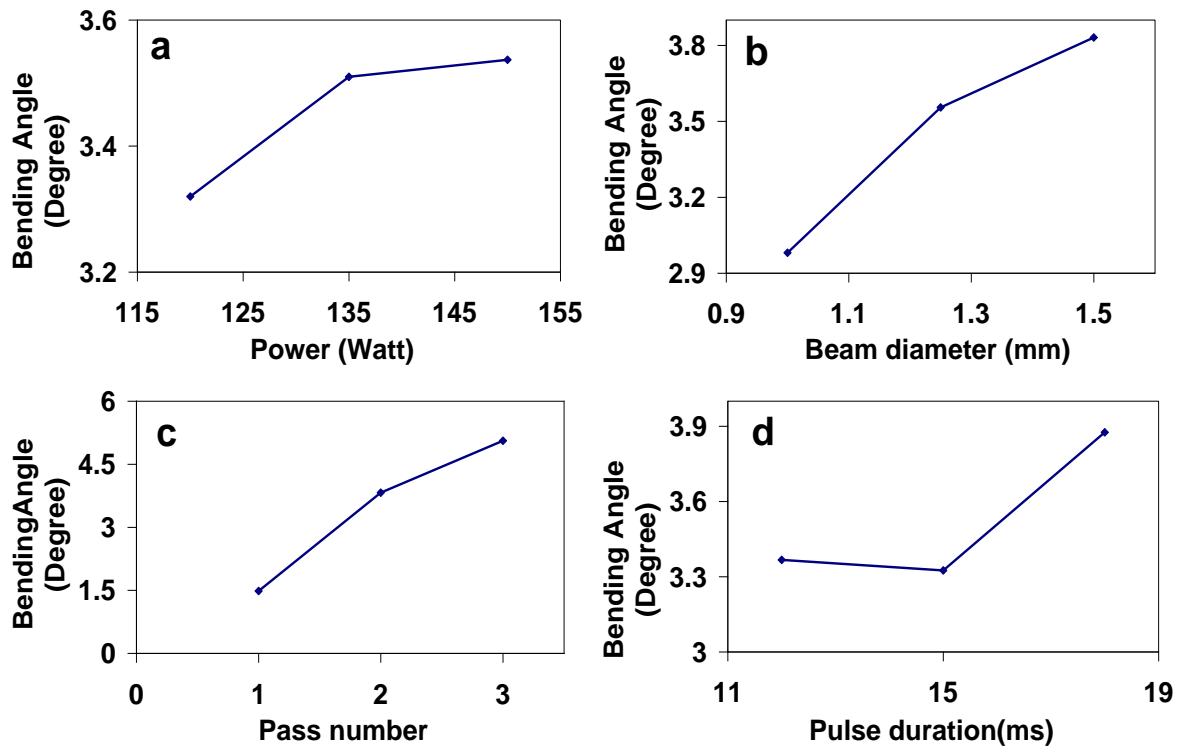 a
Bending Angle
(Degree)
3.6
3.4
3.2
115 125 135 145 155
Power (Watt)
b
Bending Angle
(Degree)
3.8
3.5
3.2
2.9
0.9 1.1 1.3 1.5
Beam diameter (mm)
c
BendingAngle
(Degree)
6
4.5
3
1.5
0
0 1 2 3
Pass number
d
Bending Angle
(Degree)
3.9
3.6
3.3
3
11 15 19
Pulse duration(ms)